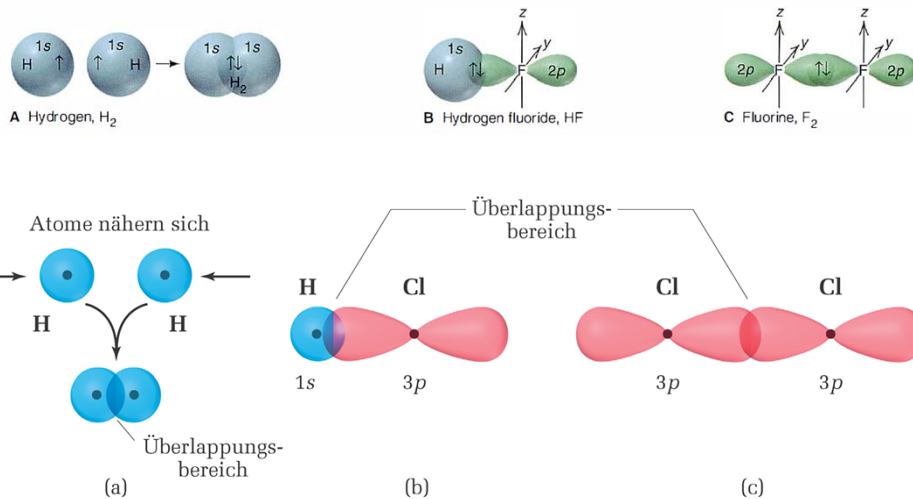 1s 1s 1s 1s
H ↑ ↑ H → ↑↓
H₂
A Hydrogen, H₂
z
1s y
H ↑↓ F 2p
B Hydrogen fluoride, HF
z z
y y
2p F ↑↓ F 2p
C Fluorine, F₂
Atome nähern sich
H H
Überlappungs-
bereich
(a)
Überlappungs-
bereich
H Cl
1s 3p
(b)
Cl Cl
3p 3p
(c)